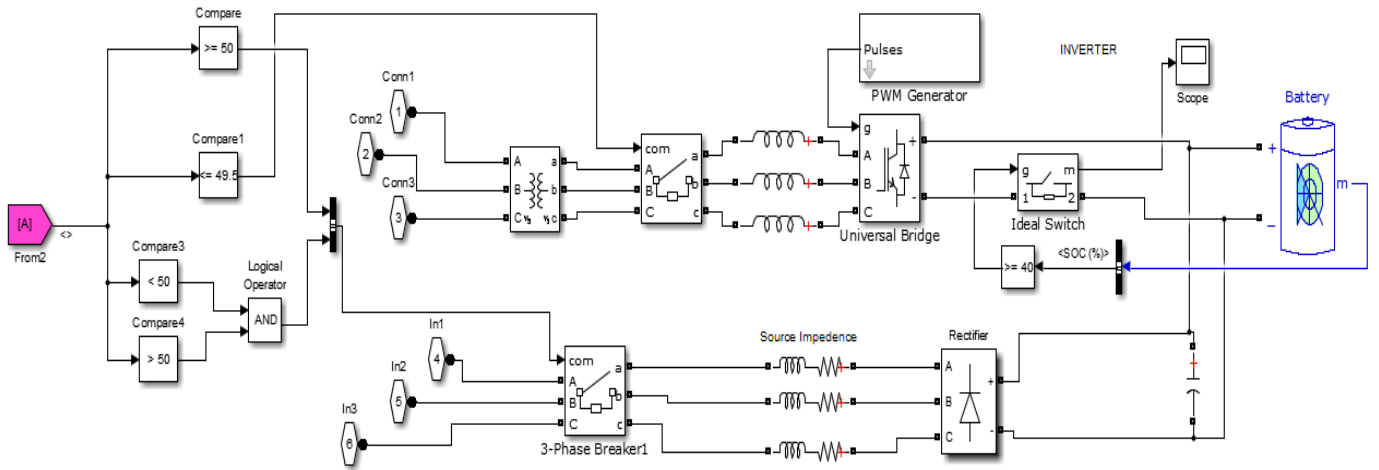 Compare
>= 50
Compare1
<= 49.5
[A]
<>
From2
Compare3
< 50
Logical
Operator
AND
Compare4
> 50
Conn1
1
Conn2
2
Conn3
3
A
B
C
a
b
c
com
A
B
C
a
b
c
Pulses
PWM Generator
g
A
B
C
+
-
Universal Bridge
INVERTER
Scope
g
m
1
2
Ideal Switch
>= 40
<SOC (%)>
Battery
+
_
m
In1
4
In2
5
In3
6
com
A
B
C
a
b
c
3-Phase Breaker1
Source Impedance
+
+
+
Rectifier
A
B
C
+
-
+